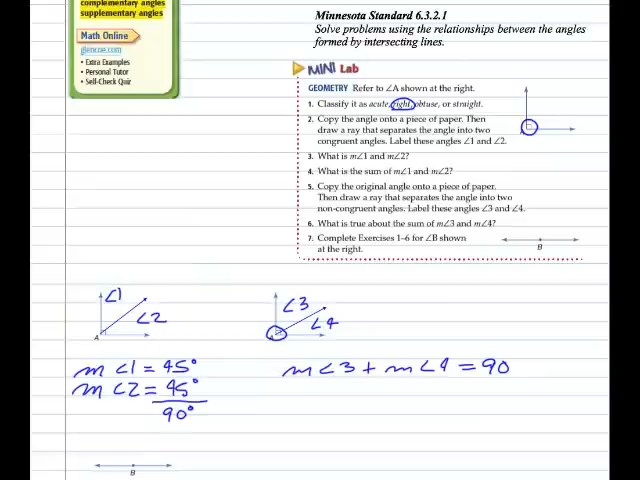 complementary angles
supplementary angles
Math Online
glencoe.com
• Extra Examples
• Personal Tutor
• Self-Check Quiz
Minnesota Standard 6.3.2.1
Solve problems using the relationships between the angles
formed by intersecting lines.
MINI Lab
GEOMETRY Refer to ∠A shown at the right.
1. Classify it as acute, right, obtuse, or straight.
2. Copy the angle onto a piece of paper. Then
draw a ray that separates the angle into two
congruent angles. Label these angles ∠1 and ∠2.
3. What is m∠1 and m∠2?
4. What is the sum of m∠1 and m∠2?
5. Copy the original angle onto a piece of paper.
Then draw a ray that separates the angle into two
non-congruent angles. Label these angles ∠3 and ∠4.
6. What is true about the sum of m∠3 and m∠4?
7. Complete Exercises 1–6 for ∠B shown
at the right.
A
B
∠1
∠2
A
∠3
∠4
A
m∠1 = 45°
m∠2 = 45°
90°
m∠3 + m∠4 = 90
B